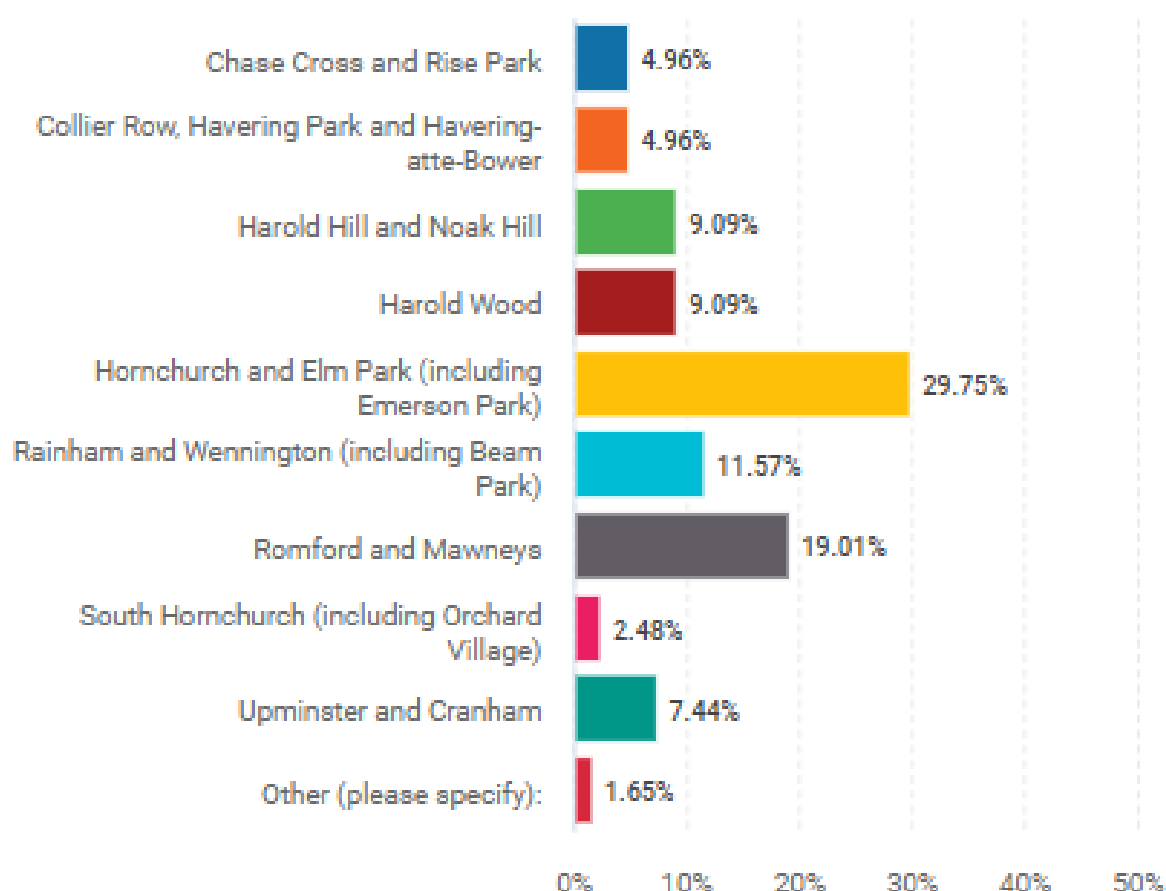 Chase Cross and Rise Park
4.96%
Collier Row, Havering Park and Havering-
atte-Bower
4.96%
Harold Hill and Noak Hill
9.09%
Harold Wood
9.09%
Hornchurch and Elm Park (including
Emerson Park)
29.75%
Rainham and Wennington (including Beam
Park)
11.57%
Romford and Mawneys
19.01%
South Hornchurch (including Orchard
Village)
2.48%
Upminster and Cranham
7.44%
Other (please specify):
1.65%
0% 10% 20% 30% 40% 50%